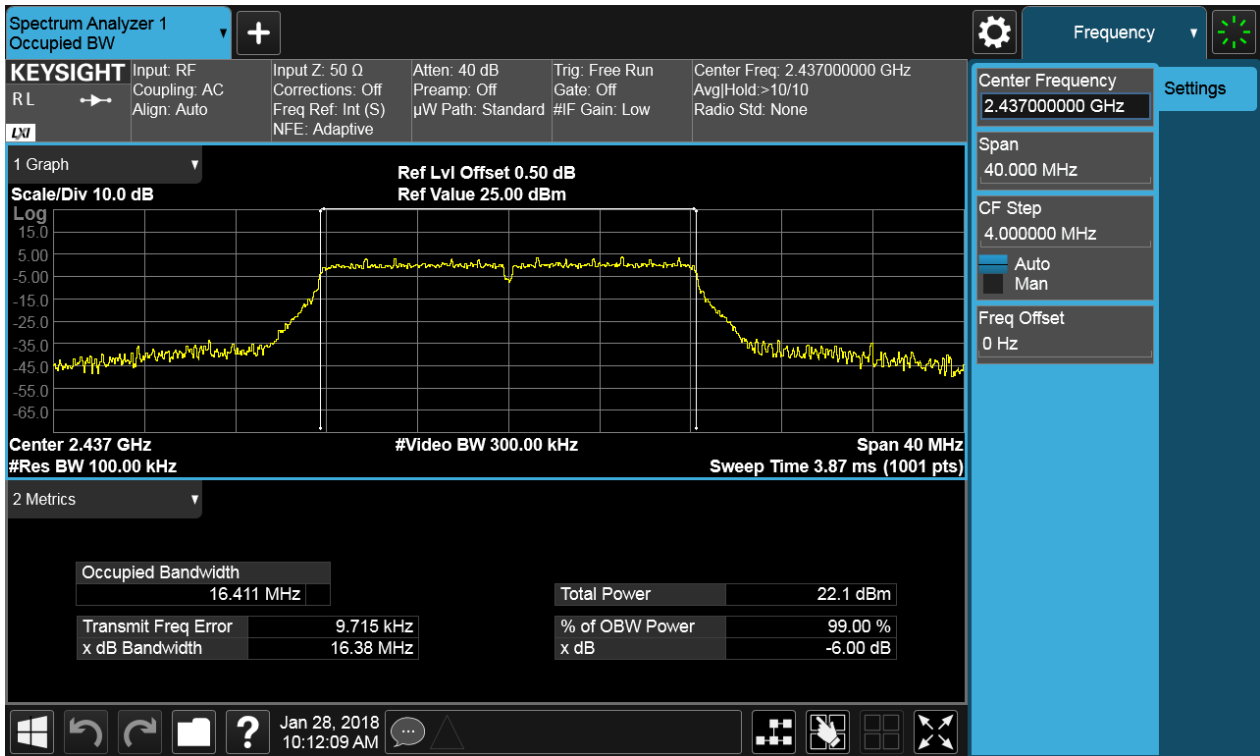 Spectrum Analyzer 1
Occupied BW
+
Frequency
KEYSIGHT
R L
LXI
Input: RF
Coupling: AC
Align: Auto
Input Z: 50 Ω
Corrections: Off
Freq Ref: Int (S)
NFE: Adaptive
Atten: 40 dB
Preamp: Off
µW Path: Standard
Trig: Free Run
Gate: Off
#IF Gain: Low
Center Freq: 2.437000000 GHz
Avg|Hold:>10/10
Radio Std: None
Center Frequency
2.437000000 GHz
Settings
Span
40.000 MHz
CF Step
4.000000 MHz
Auto
Man
Freq Offset
0 Hz
1 Graph
Scale/Div 10.0 dB
Ref Lvl Offset 0.50 dB
Ref Value 25.00 dBm
Log
15.0
5.00
-5.00
-15.0
-25.0
-35.0
-45.0
-55.0
-65.0
Center 2.437 GHz
#Video BW 300.00 kHz
Span 40 MHz
#Res BW 100.00 kHz
Sweep Time 3.87 ms (1001 pts)
2 Metrics
Occupied Bandwidth
16.411 MHz
Total Power 22.1 dBm
Transmit Freq Error 9.715 kHz
% of OBW Power 99.00 %
x dB Bandwidth 16.38 MHz
x dB -6.00 dB
?
Jan 28, 2018
10:12:09 AM